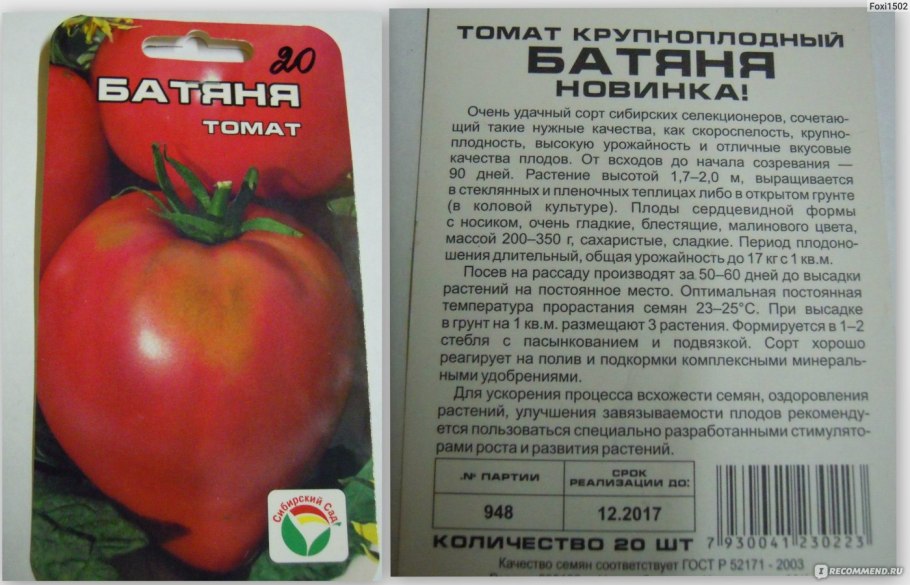 20
БАТЯНЯ
ТОМАТ
Сибирский Сад
Foxi1502
ТОМАТ КРУПНОПЛОДНЫЙ
БАТЯНЯ
НОВИНКА!
Очень удачный сорт сибирских селекционеров, сочетаю-
щий такие нужные качества, как скороспелость, крупно-
плодность, высокую урожайность и отличные вкусовые
качества плодов. От всходов до начала созревания —
90 дней. Растение высотой 1,7–2,0 м, выращивается
в стеклянных и пленочных теплицах либо в открытом грунте
(в коловой культуре). Плоды сердцевидной формы
с носиком, очень гладкие, блестящие, малинового цвета,
массой 200–350 г, сахаристые, сладкие. Период плодоно-
шения длительный, общая урожайность до 17 кг с 1 кв.м.
Посев на рассаду производят за 50–60 дней до высадки
растений на постоянное место. Оптимальная постоянная
температура прорастания семян 23–25°С. При высадке
в грунт на 1 кв.м. размещают 3 растения. Формируется в 1–2
стебля с пасынкованием и подвязкой. Сорт хорошо
реагирует на полив и подкормки комплексными минераль-
ными удобрениями.
Для ускорения процесса всхожести семян, оздоровления
растений, улучшения завязываемости плодов рекоменду-
ется пользоваться специально разработанными стимулято-
рами роста и развития растений.
№ ПАРТИИ
СРОК
РЕАЛИЗАЦИИ ДО:
948
12.2017
КОЛИЧЕСТВО 20 ШТ
7 930041 230223
Качество семян соответствует ГОСТ Р 52171 - 2003
IRECOMMEND.RU